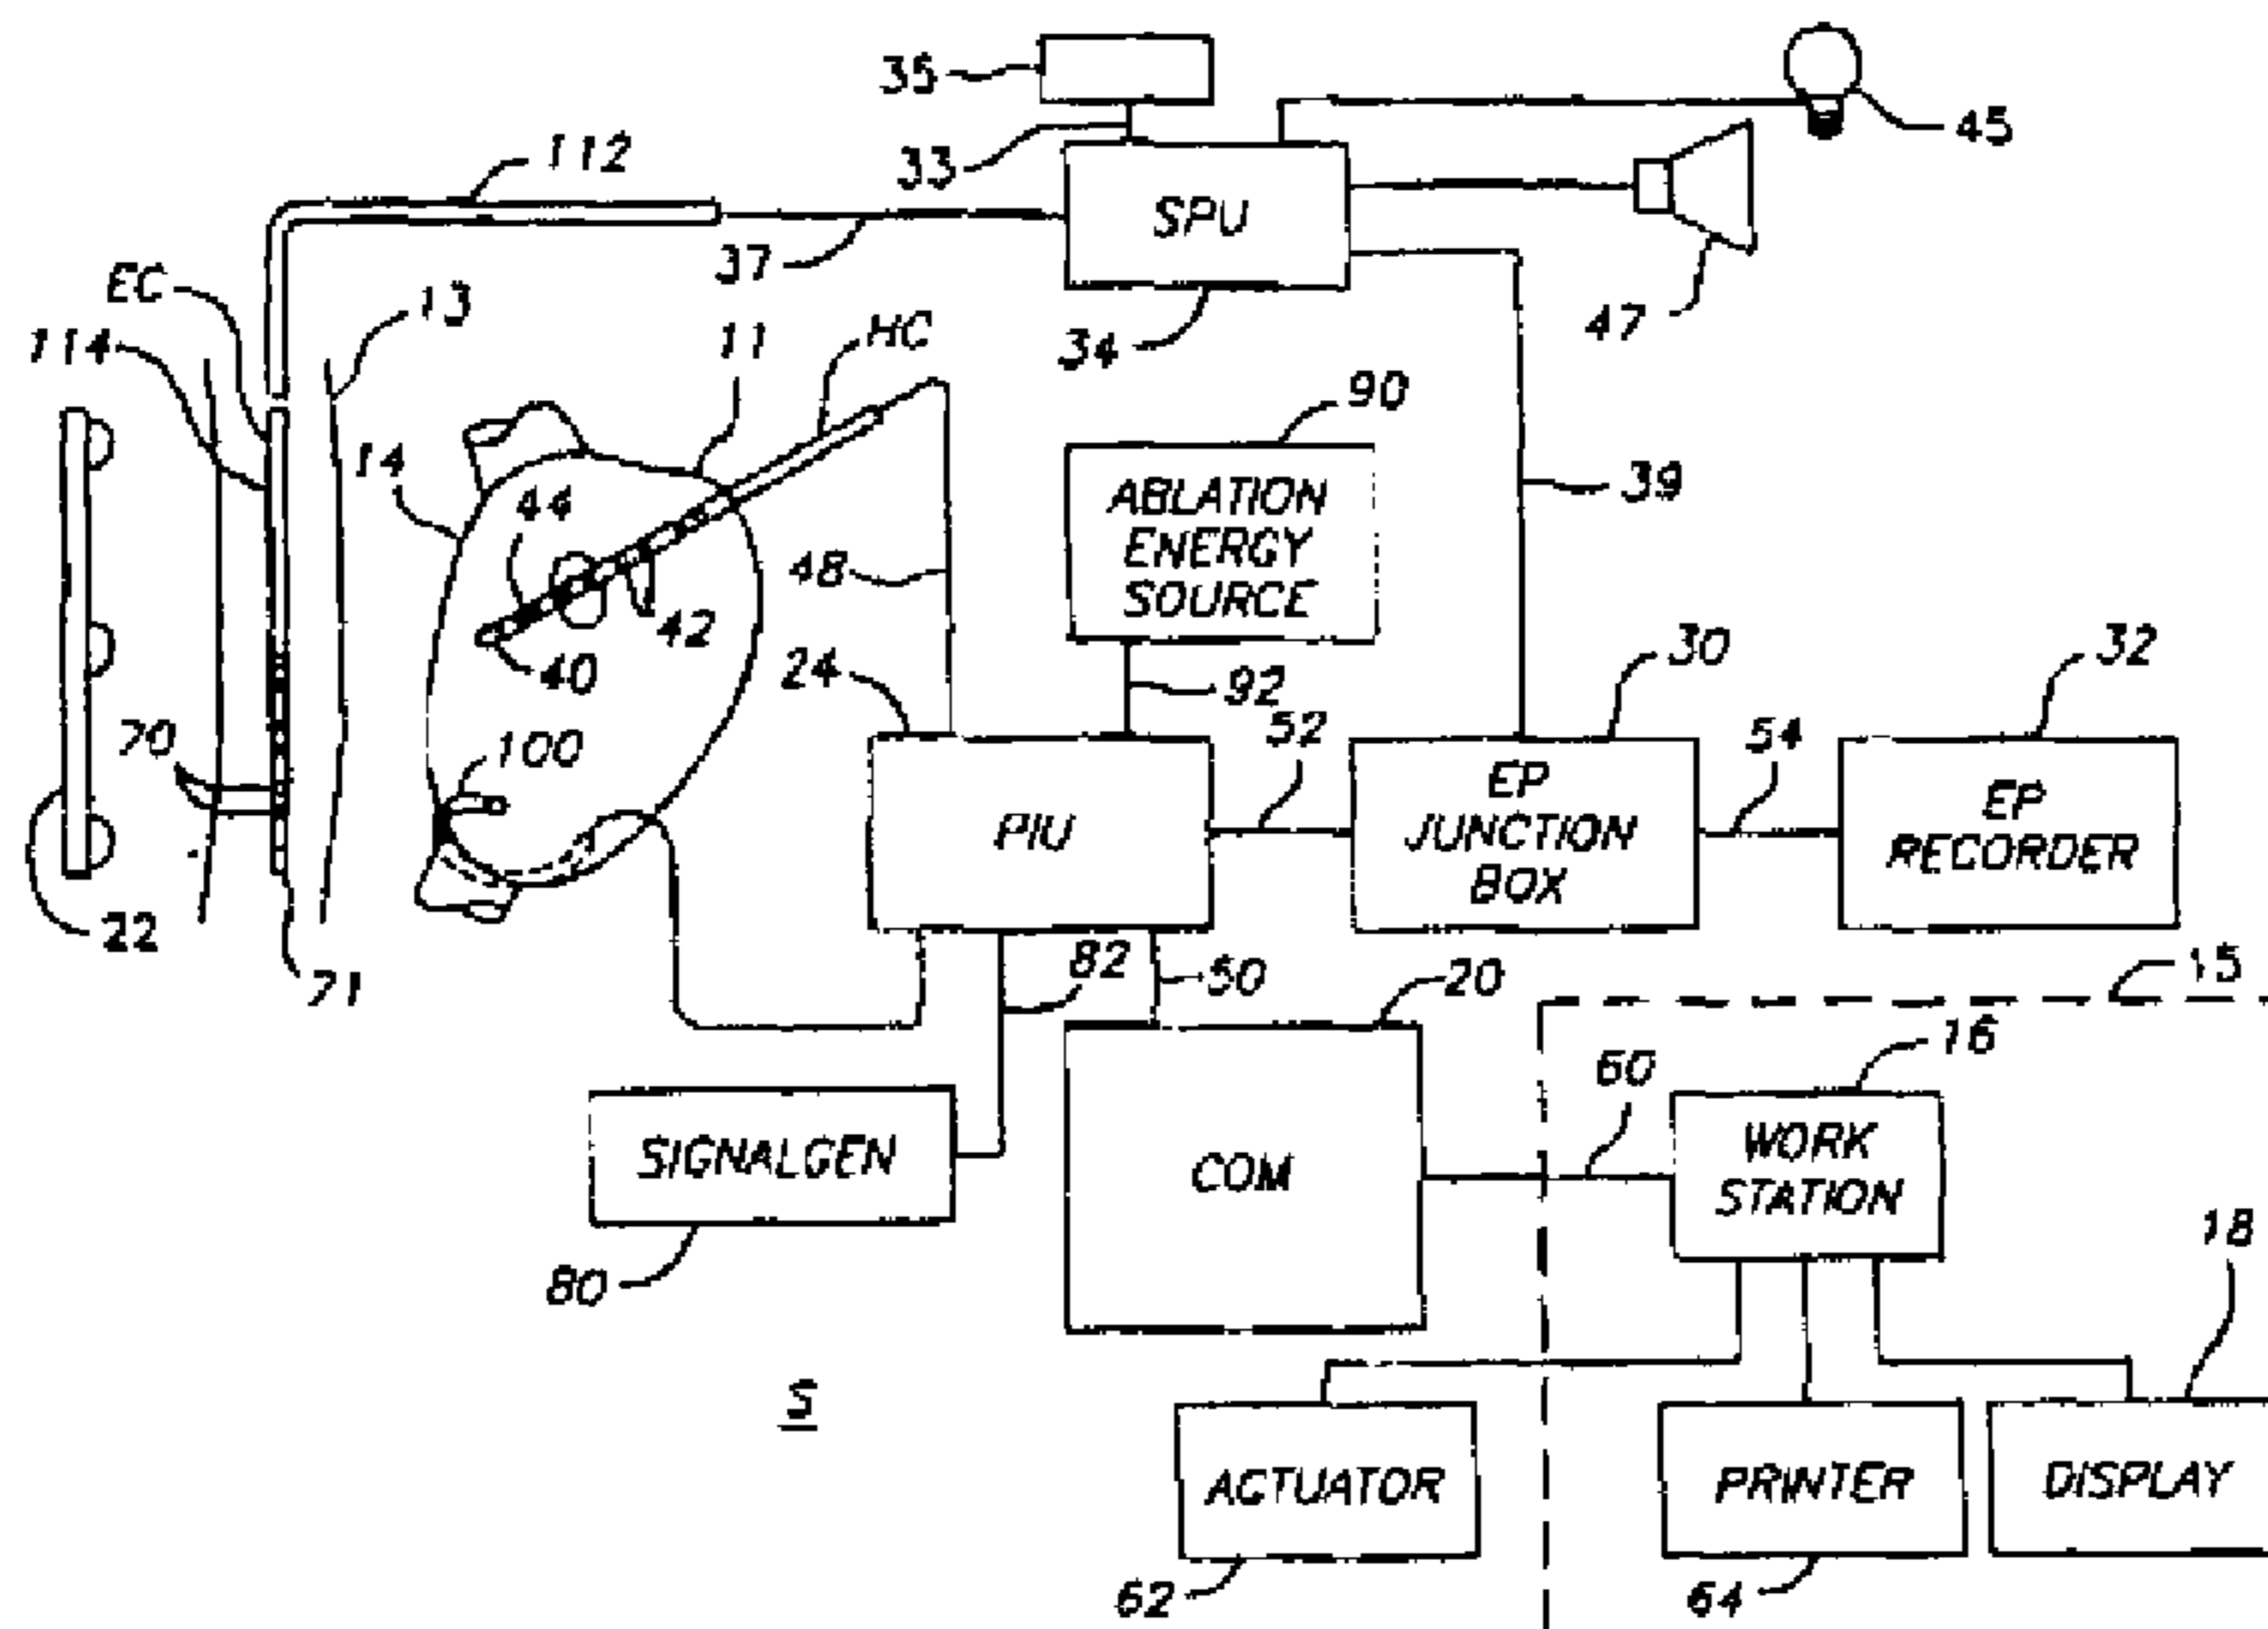 35
45
112
33
SPU
37
47
EC
13
114
11
HC
34
90
14
ABLATION
ENERGY
SOURCE
39
44
48
42
40
24
92
30
32
70
100
52
54
PIU
EP
JUNCTION
BOX
EP
RECORDER
22
71
82
50
20
15
16
60
SIGNALGEN
COM
WORK
STATION
80
18
S
ACTUATOR
PRINTER
DISPLAY
62
64